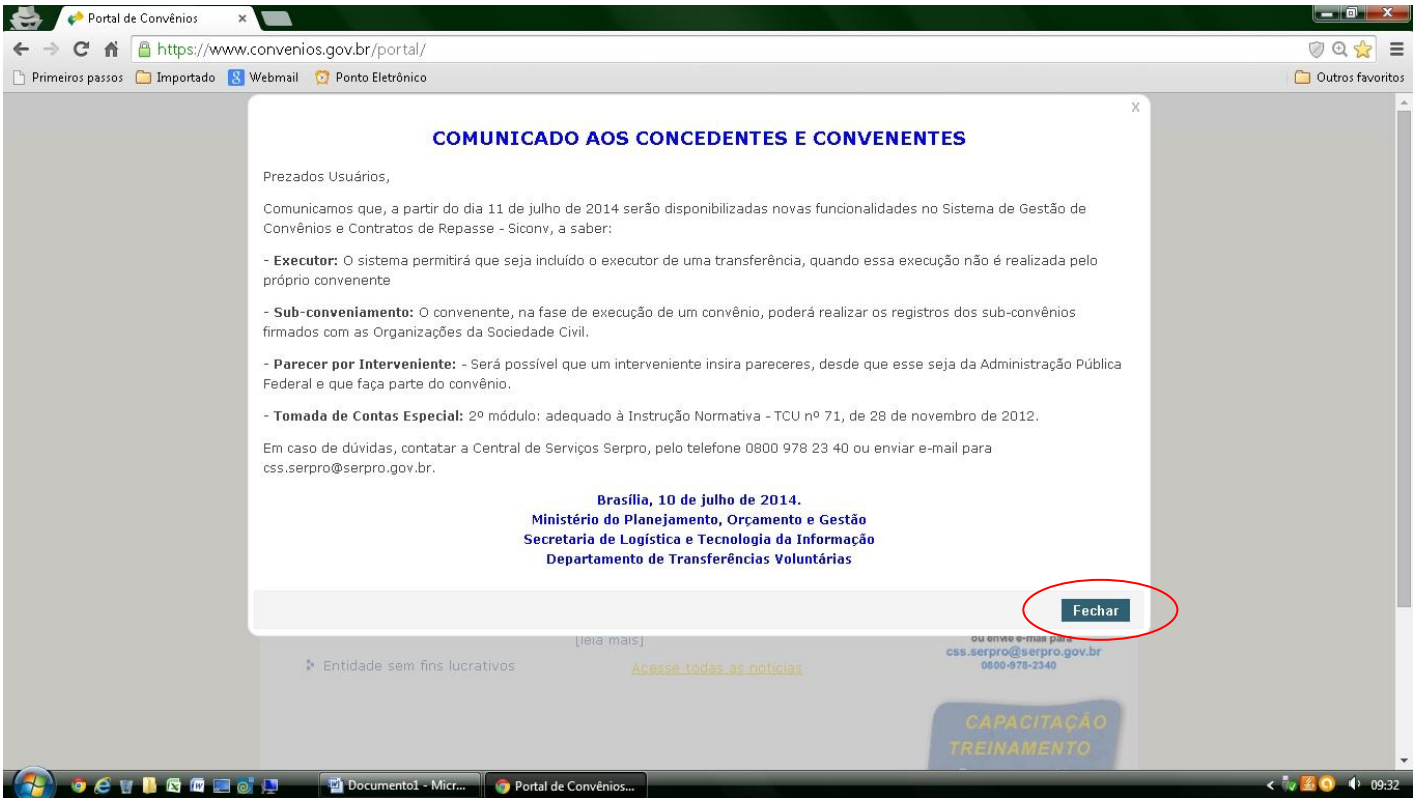 Portal de Convênios
https://www.convenios.gov.br/portal/
Primeiros passos Importado Webmail Ponto Eletrônico Outros favoritos
X
COMUNICADO AOS CONCEDENTES E CONVENENTES
Prezados Usuários,
Comunicamos que, a partir do dia 11 de julho de 2014 serão disponibilizadas novas funcionalidades no Sistema de Gestão de
Convênios e Contratos de Repasse - Siconv, a saber:
- Executor: O sistema permitirá que seja incluído o executor de uma transferência, quando essa execução não é realizada pelo
próprio convenente
- Sub-conveniamento: O convenente, na fase de execução de um convênio, poderá realizar os registros dos sub-convênios
firmados com as Organizações da Sociedade Civil.
- Parecer por Interveniente: - Será possível que um interveniente insira pareceres, desde que esse seja da Administração Pública
Federal e que faça parte do convênio.
- Tomada de Contas Especial: 2º módulo: adequado à Instrução Normativa - TCU nº 71, de 28 de novembro de 2012.
Em caso de dúvidas, contatar a Central de Serviços Serpro, pelo telefone 0800 978 23 40 ou enviar e-mail para
css.serpro@serpro.gov.br.
Brasília, 10 de julho de 2014.
Ministério do Planejamento, Orçamento e Gestão
Secretaria de Logística e Tecnologia da Informação
Departamento de Transferências Voluntárias
Fechar
[leia mais]
ou envie e-mail para
Entidade sem fins lucrativos
Acesse todas as notícias
css.serpro@serpro.gov.br
0800-978-2340
CAPACITAÇÃO
TREINAMENTO
Documento1 - Micr... Portal de Convênios... 09:32